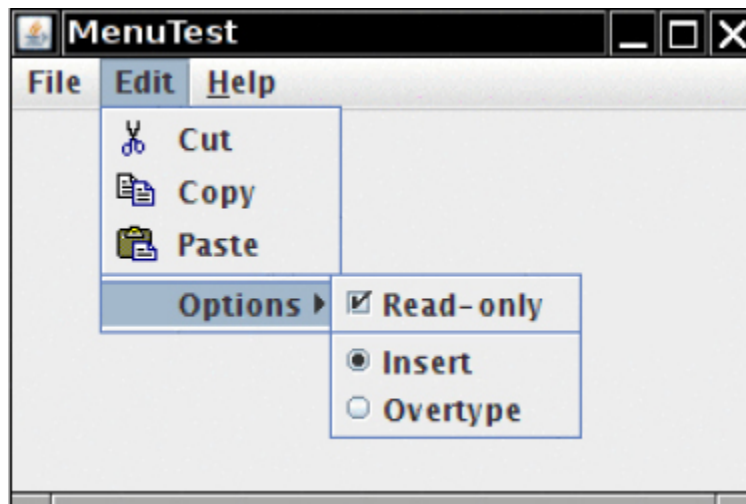 MenuTest
File Edit Help
Cut
Copy
Paste
Options
Read-only
Insert
Overtype